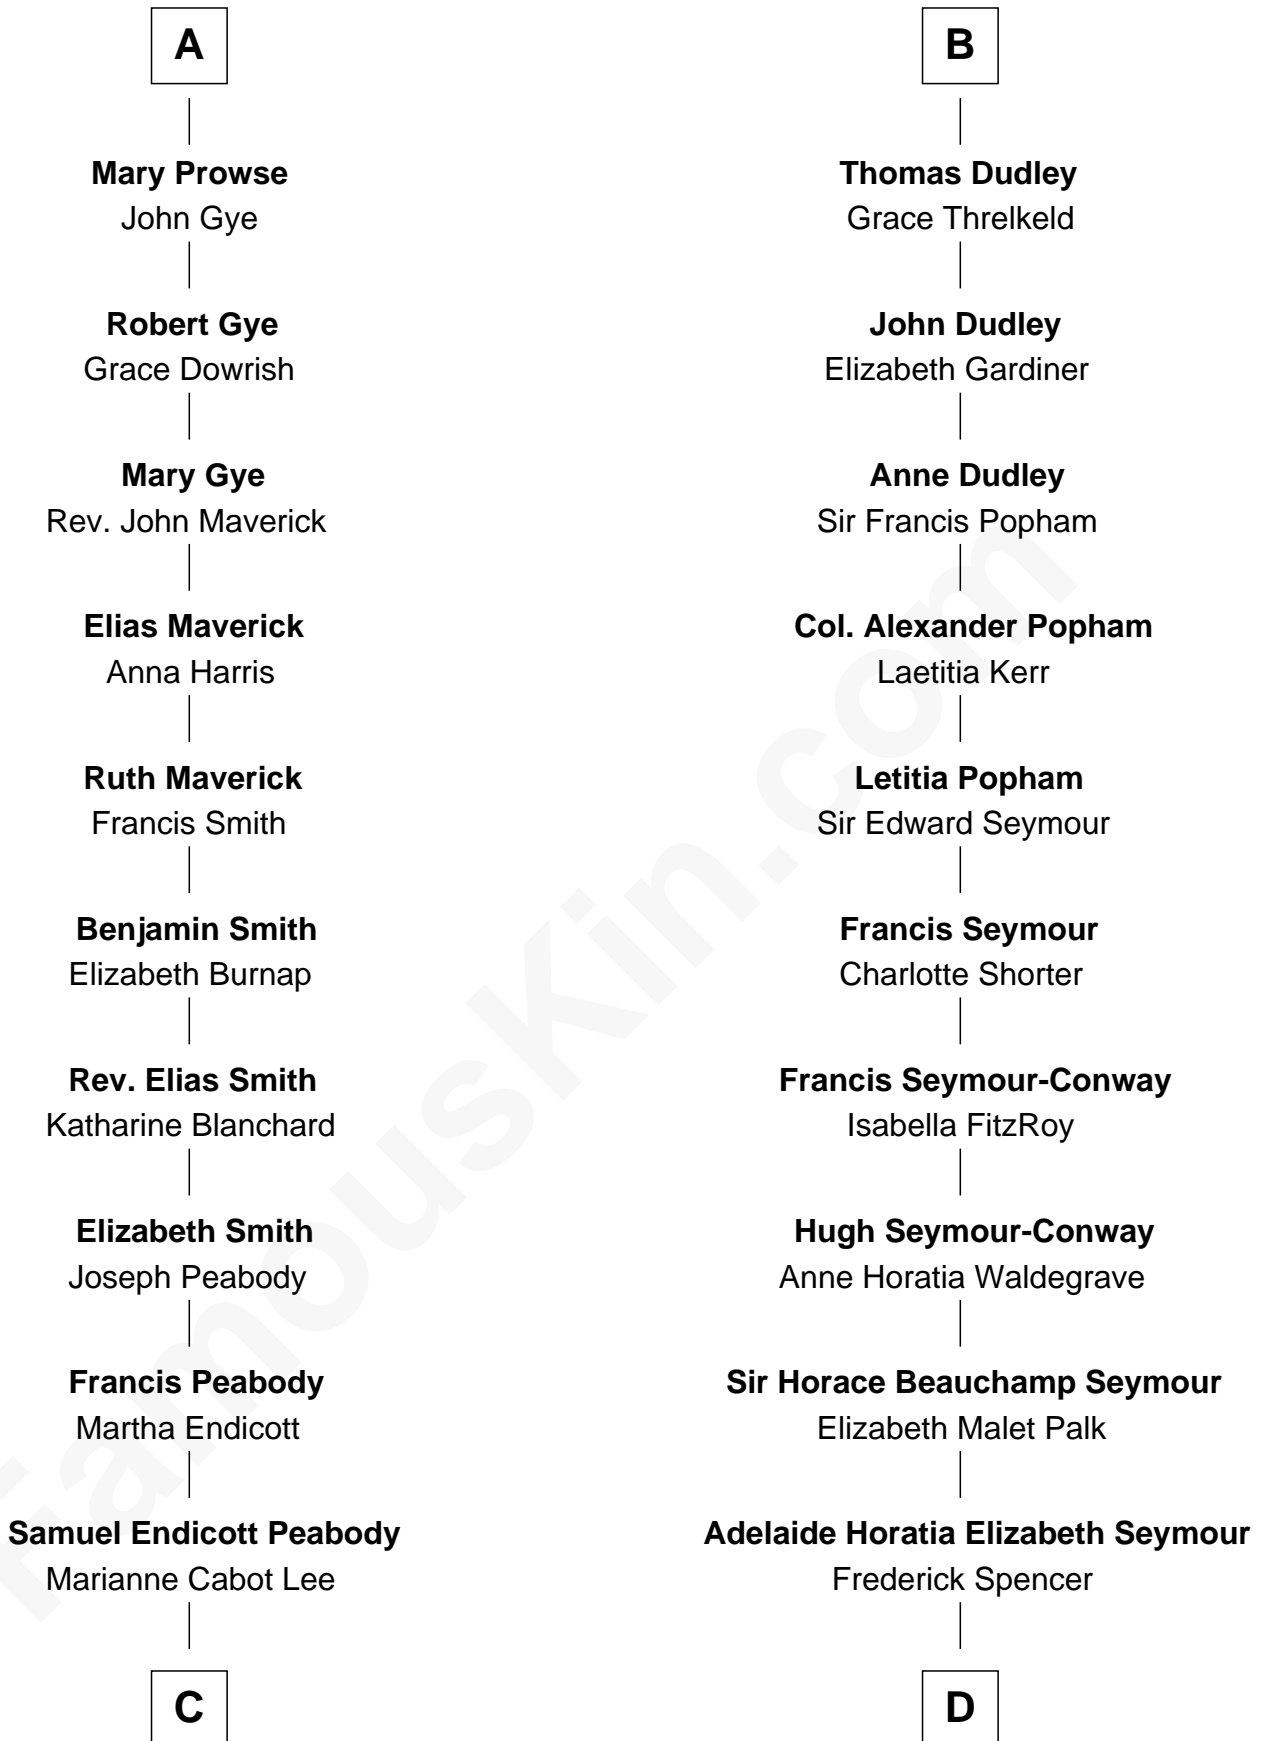 A
Mary Prowse
John Gye
Robert Gye
Grace Dowrish
Mary Gye
Rev. John Maverick
Elias Maverick
Anna Harris
Ruth Maverick
Francis Smith
Benjamin Smith
Elizabeth Burnap
Rev. Elias Smith
Katharine Blanchard
Elizabeth Smith
Joseph Peabody
Francis Peabody
Martha Endicott
Samuel Endicott Peabody
Marianne Cabot Lee
C
B
Thomas Dudley
Grace Threlkeld
John Dudley
Elizabeth Gardiner
Anne Dudley
Sir Francis Popham
Col. Alexander Popham
Laetitia Kerr
Letitia Popham
Sir Edward Seymour
Francis Seymour
Charlotte Shorter
Francis Seymour-Conway
Isabella FitzRoy
Hugh Seymour-Conway
Anne Horatia Waldegrave
Sir Horace Beauchamp Seymour
Elizabeth Malet Palk
Adelaide Horatia Elizabeth Seymour
Frederick Spencer
D
FamousKin.com